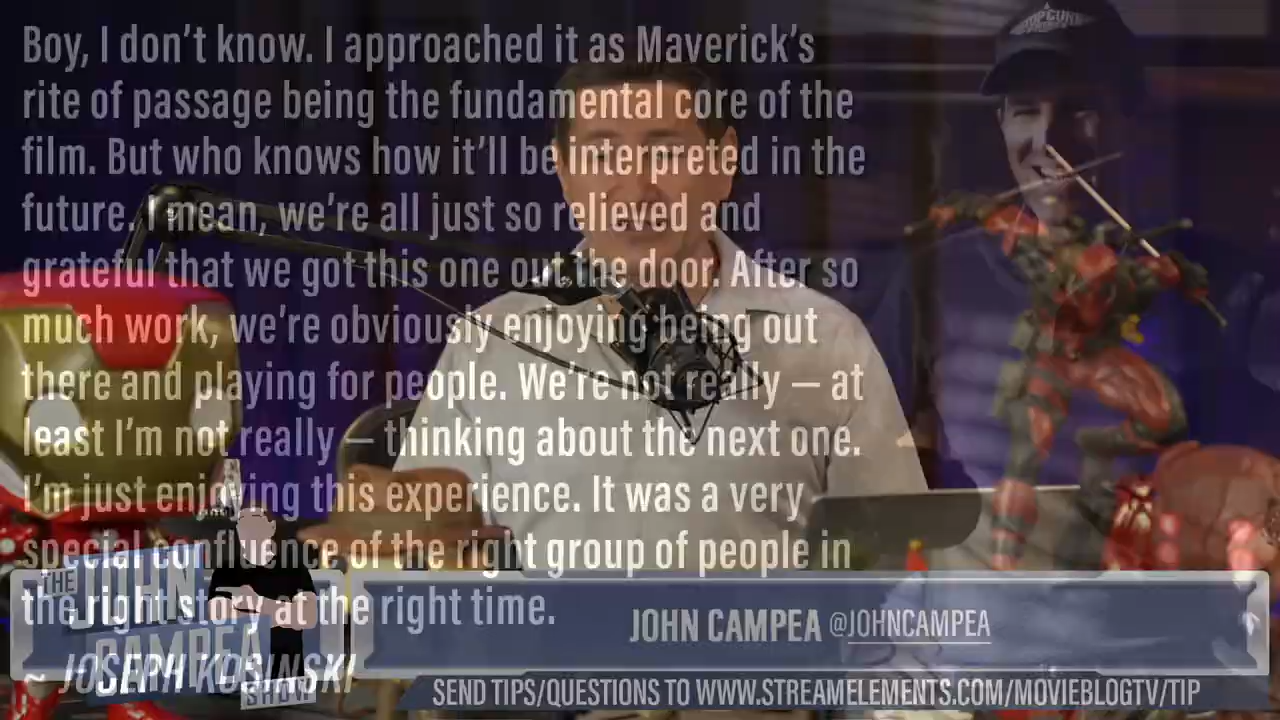 Boy, I don't know. I approached it as Maverick's
rite of passage being the fundamental core of the
film. But who knows how it'll be interpreted in the
future. I mean, we're all just so relieved and
grateful that we got this one out the door. After so
much work, we're obviously enjoying being out
there and playing for people. We're not really — at
least I'm not really — thinking about the next one.
I'm just enjoying this experience. It was a very
special confluence of the right group of people in
the right story at the right time.
~ JOSEPH KOSINSKI
THE
JOHN
CAMPEA
SHOW
JOHN CAMPEA @JOHNCAMPEA
SEND TIPS/QUESTIONS TO WWW.STREAMELEMENTS.COM/MOVIEBLOGTV/TIP